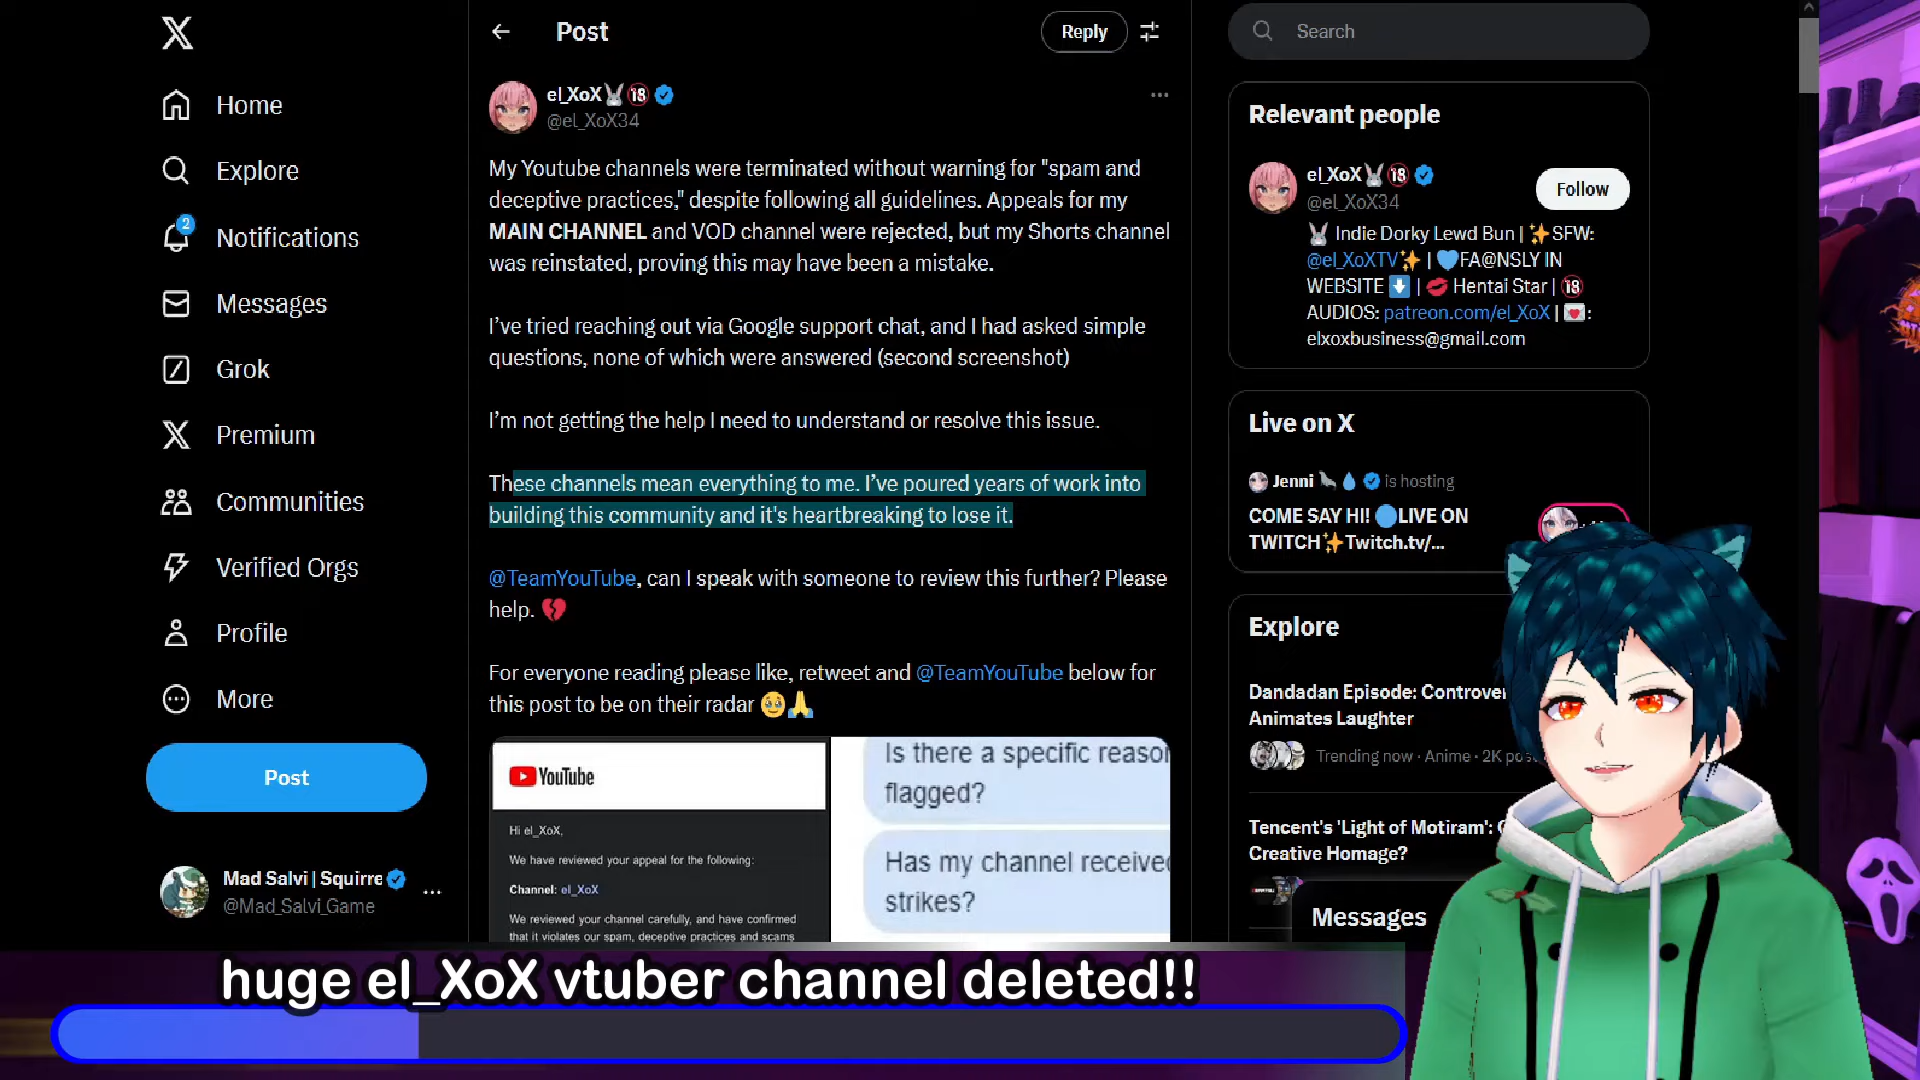 Home
Explore
2
Notifications
Messages
Grok
Premium
Communities
Verified Orgs
Profile
More
Post
Mad Salvi | Squirre
@Mad_Salvi_Game
Post
Reply
el_XoX🐰🔞
@el_XoX34
My Youtube channels were terminated without warning for "spam and
deceptive practices," despite following all guidelines. Appeals for my
MAIN CHANNEL and VOD channel were rejected, but my Shorts channel
was reinstated, proving this may have been a mistake.
I've tried reaching out via Google support chat, and I had asked simple
questions, none of which were answered (second screenshot)
I'm not getting the help I need to understand or resolve this issue.
These channels mean everything to me. I've poured years of work into
building this community and it's heartbreaking to lose it.
@TeamYouTube, can I speak with someone to review this further? Please
help. 💔
For everyone reading please like, retweet and @TeamYouTube below for
this post to be on their radar 🥹🙏
YouTube
Hi el_XoX,
We have reviewed your appeal for the following:
Channel: el_XoX
We reviewed your channel carefully, and have confirmed
that it violates our spam, deceptive practices and scams
Is there a specific reason
flagged?
Has my channel received
strikes?
Search
Relevant people
el_XoX🐰🔞
@el_XoX34
Follow
🐰 Indie Dorky Lewd Bun | ✨SFW:
@el_XoXTV✨ | 🩵FA@NSLY IN
WEBSITE ⬇️ | 💋 Hentai Star | 🔞
AUDIOS: patreon.com/el_XoX | 💌:
elxoxbusiness@gmail.com
Live on X
Jenni is hosting
COME SAY HI! 🔵LIVE ON
TWITCH✨Twitch.tv/...
Explore
Dandadan Episode:
Animates Laughter
Trending now · Anime · 2K
Tencent's 'Light of Motiram':
Creative Homage?
Messages
huge el_XoX vtuber channel deleted!!